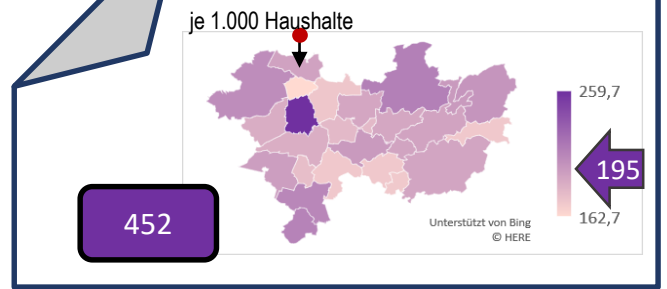 je 1.000 Haushalte
259,7
195
162,7
452
Unterstützt von Bing
© HERE